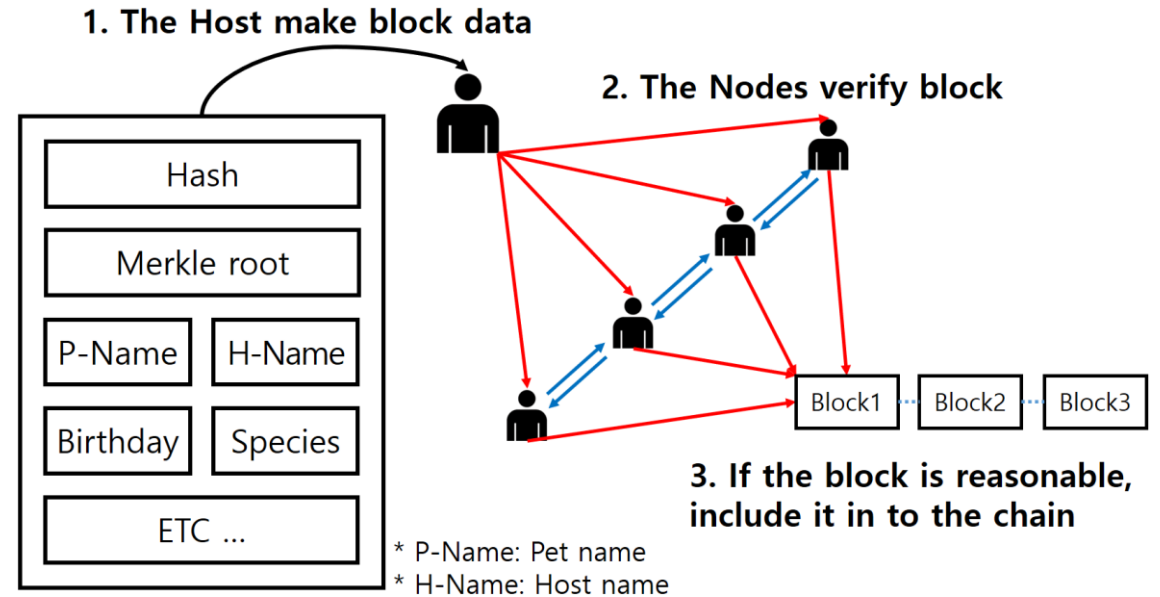 1. The Host make block data
2. The Nodes verify block
Hash
Merkle root
P-Name
H-Name
Birthday
Species
ETC ...
Block1
Block2
Block3
3. If the block is reasonable,
include it in to the chain
* P-Name: Pet name
* H-Name: Host name